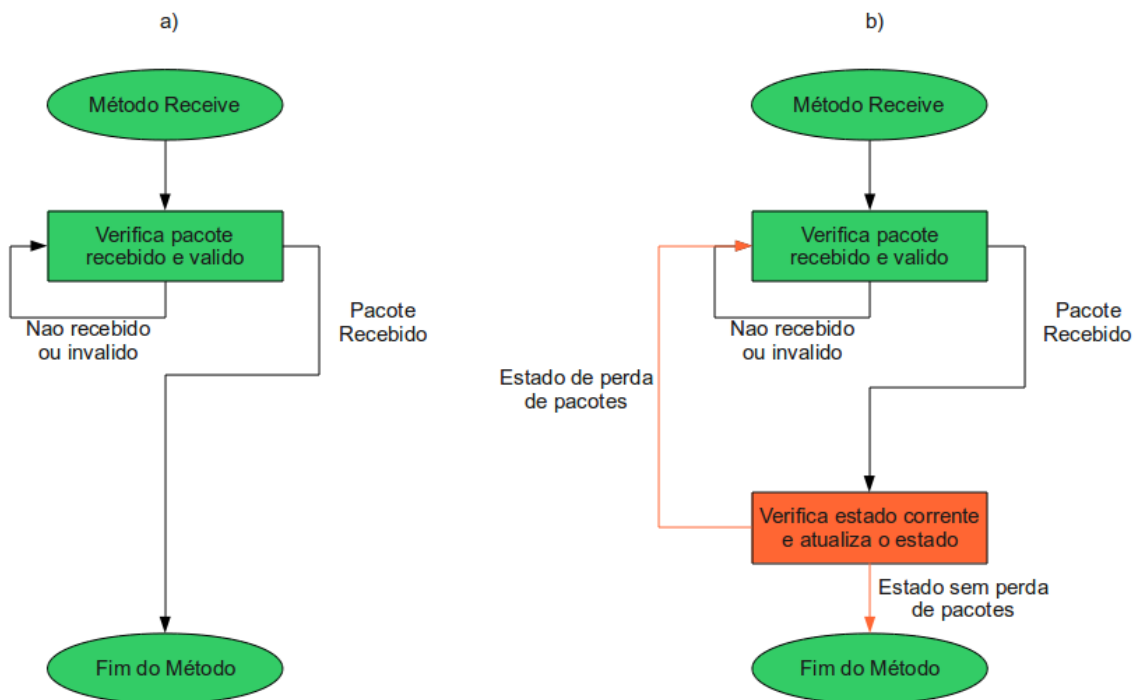 a)
Método Receive
Verifica pacote
recebido e valido
Nao recebido
ou invalido
Pacote
Recebido
Fim do Método
b)
Método Receive
Verifica pacote
recebido e valido
Nao recebido
ou invalido
Pacote
Recebido
Estado de perda
de pacotes
Verifica estado corrente
e atualiza o estado
Estado sem perda
de pacotes
Fim do Método